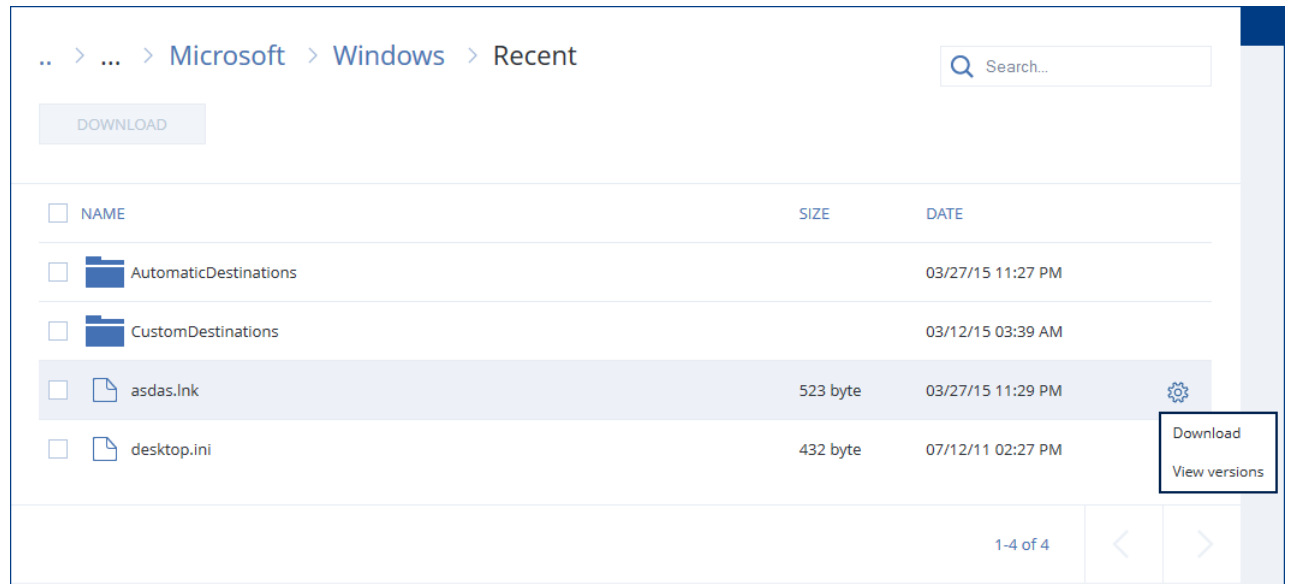 .. > ... > Microsoft > Windows > Recent
Search...
DOWNLOAD
NAME SIZE DATE
AutomaticDestinations 03/27/15 11:27 PM
CustomDestinations 03/12/15 03:39 AM
asdas.lnk 523 byte 03/27/15 11:29 PM
Download
desktop.ini 432 byte 07/12/11 02:27 PM
View versions
1-4 of 4